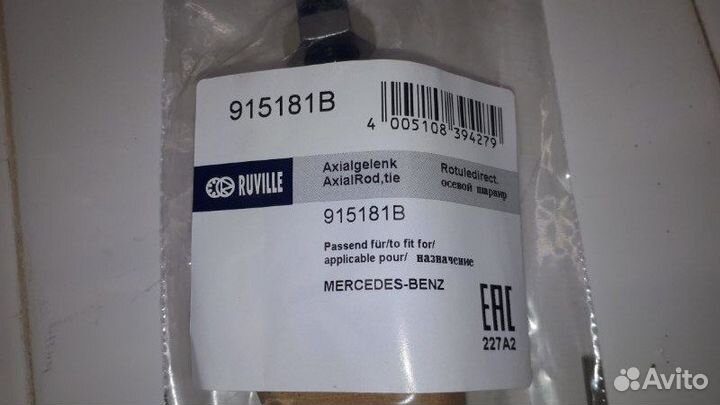 915181B
4 005108 394279
RUVILLE
Axialgelenk
AxialRod,tie
Rotuledirect.
осевой шарнир
915181B
Passend für/to fit for/
applicable pour/ назначение
MERCEDES-BENZ
EAC
227A2
Avito